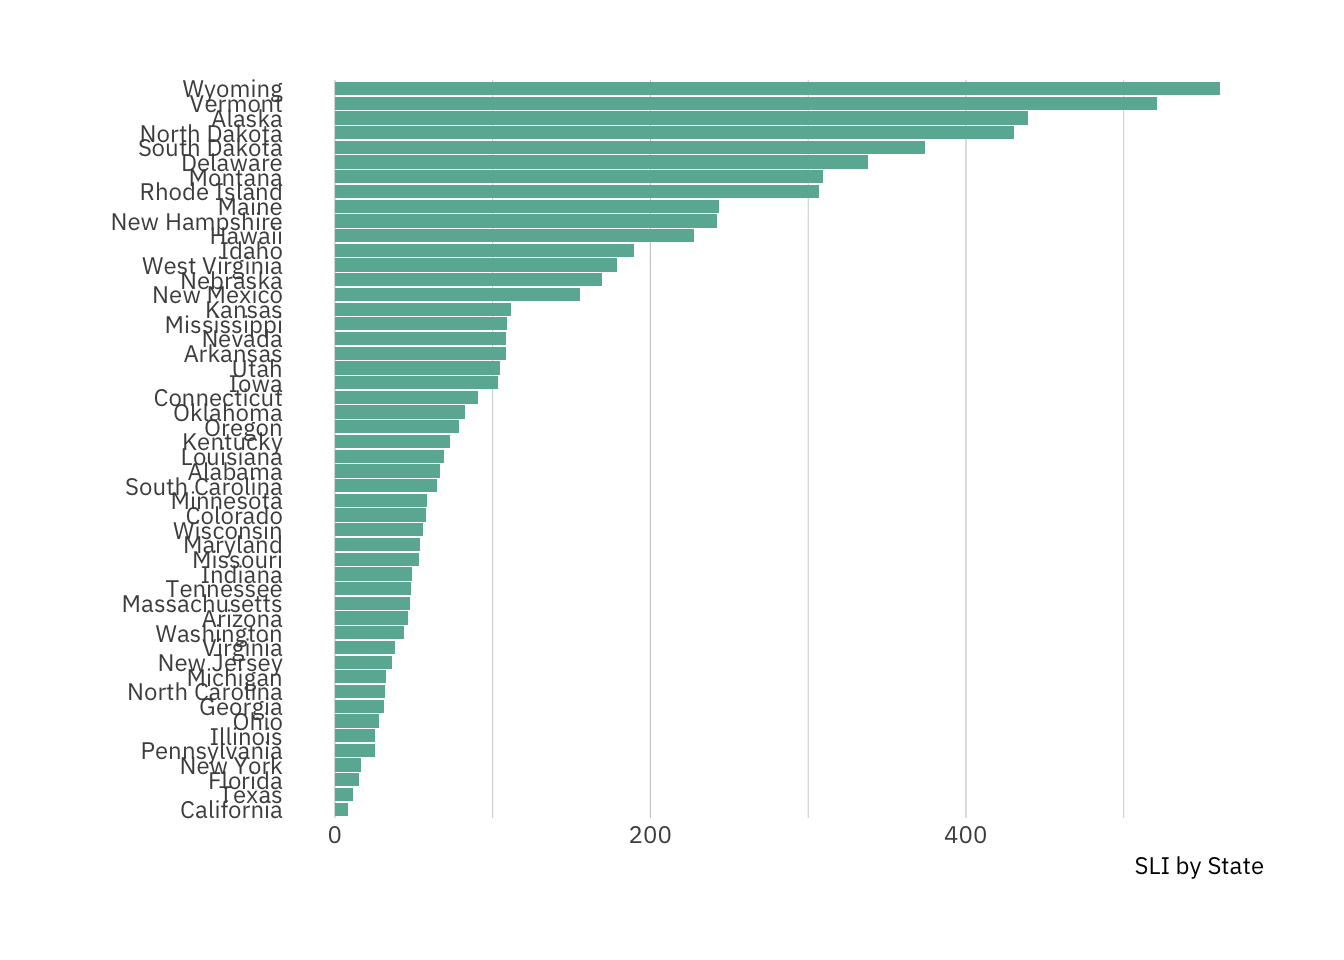 Wyoming
Vermont
Alaska
North Dakota
South Dakota
Delaware
Montana
Rhode Island
Maine
New Hampshire
Hawaii
Idaho
West Virginia
Nebraska
New Mexico
Kansas
Mississippi
Nevada
Arkansas
Utah
Iowa
Connecticut
Oklahoma
Oregon
Kentucky
Louisiana
Alabama
South Carolina
Minnesota
Colorado
Wisconsin
Maryland
Missouri
Indiana
Tennessee
Massachusetts
Arizona
Washington
Virginia
New Jersey
Michigan
North Carolina
Georgia
Ohio
Illinois
Pennsylvania
New York
Florida
Texas
California
0 200 400
SLI by State